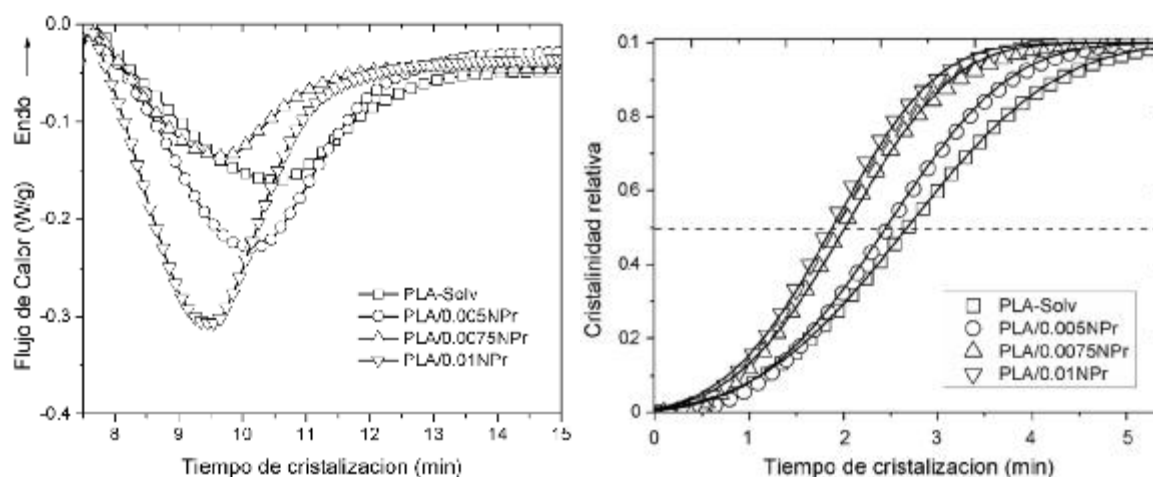 0.0
-0.1
-0.2
-0.3
-0.4
Flujo de Calor (W/g) Endo
PLA-Solv
PLA/0.005NPr
PLA/0.0075NPr
PLA/0.01NPr
8 9 10 11 12 13 14 15
Tiempo de cristalizacion (min)
0.1
0.8
0.6
0.4
02
0
Cristalinidad relativa
PLA-Solv
PLA/0.005NPr
PLA/0.0075NPr
PLA/0.01NPr
0 1 2 3 4 5
Tiempo de cristalizacion (min)